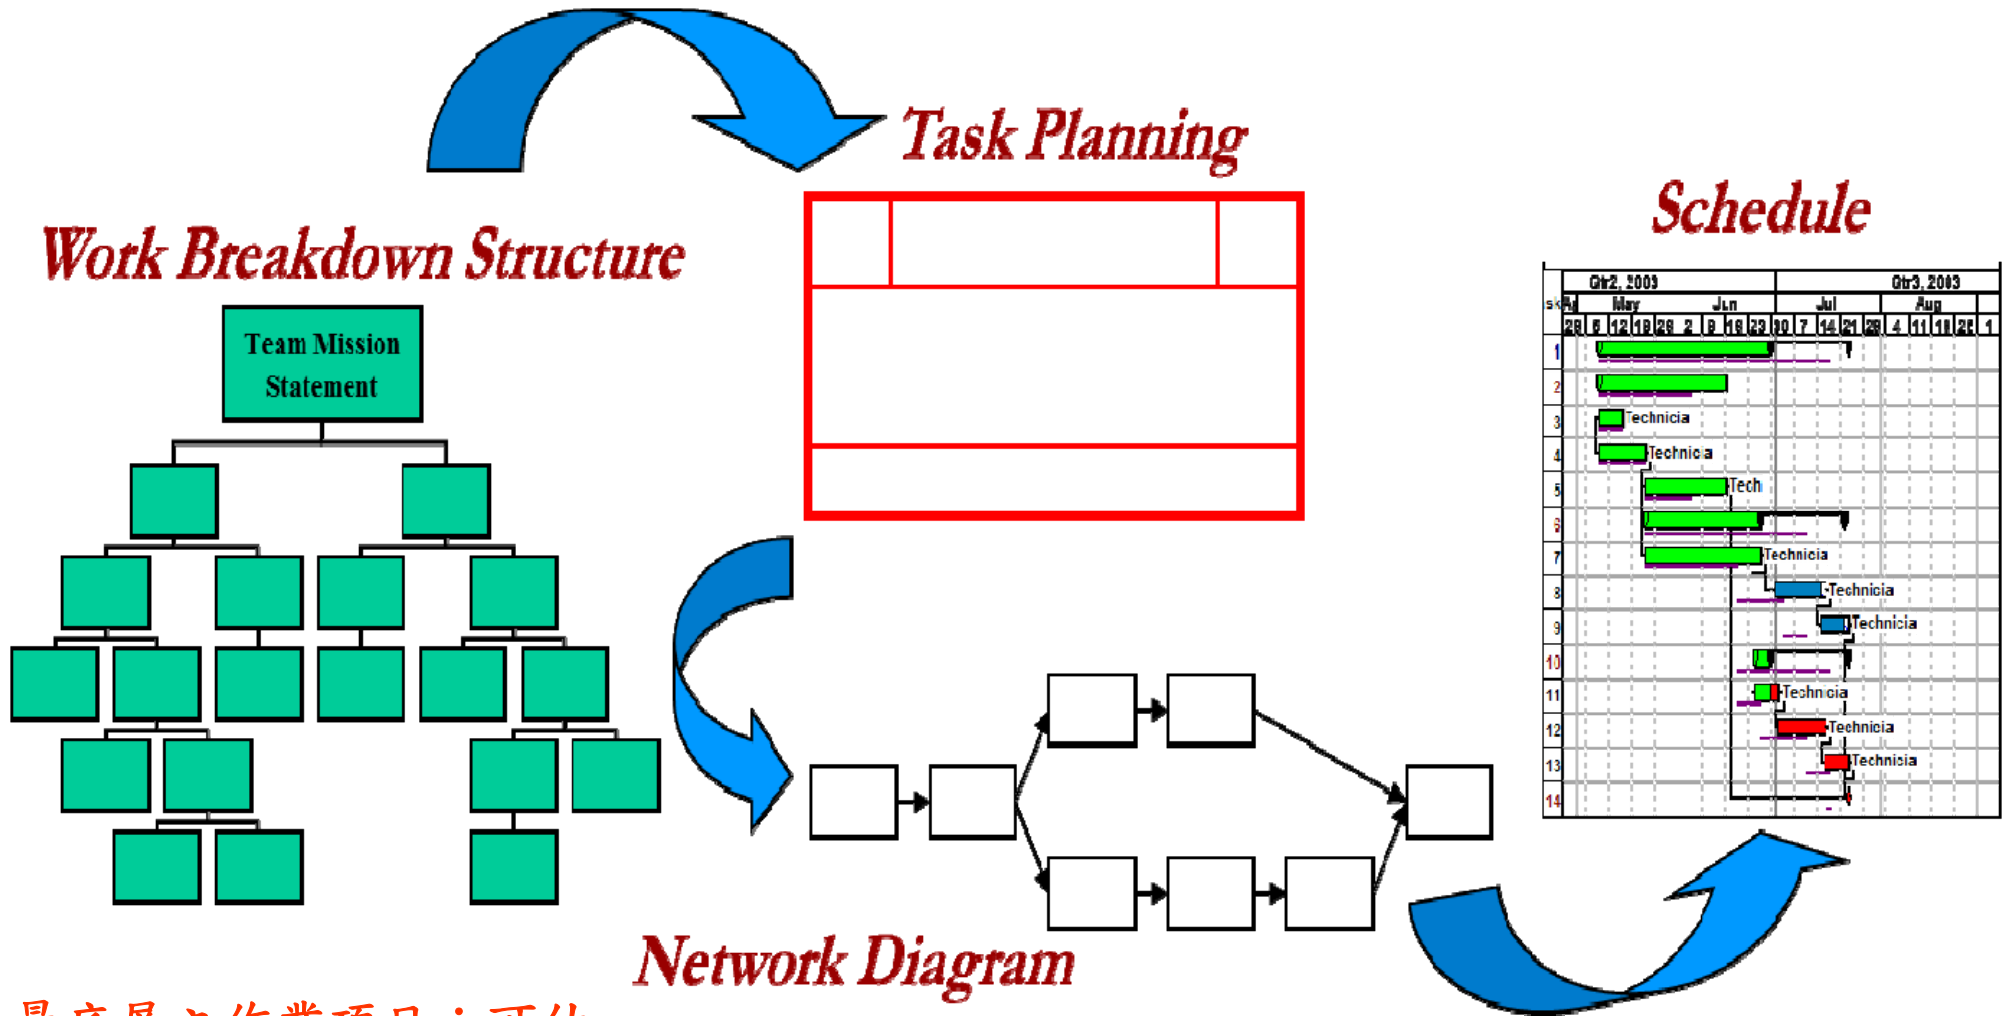 Task Planning
Schedule
Work Breakdown Structure
Team Mission
Statement
Qtr2, 2003 Qtr3, 2003
May Jun Jul Aug
28 5 12 19 26 2 9 16 23 30 7 14 21 28 4 11 18 25 1
1
2
3 Technicia
4 Technicia
5 Tech
6
7 Technicia
8 Technicia
9 Technicia
10
11 Technicia
12 Technicia
13 Technicia
14
Network Diagram